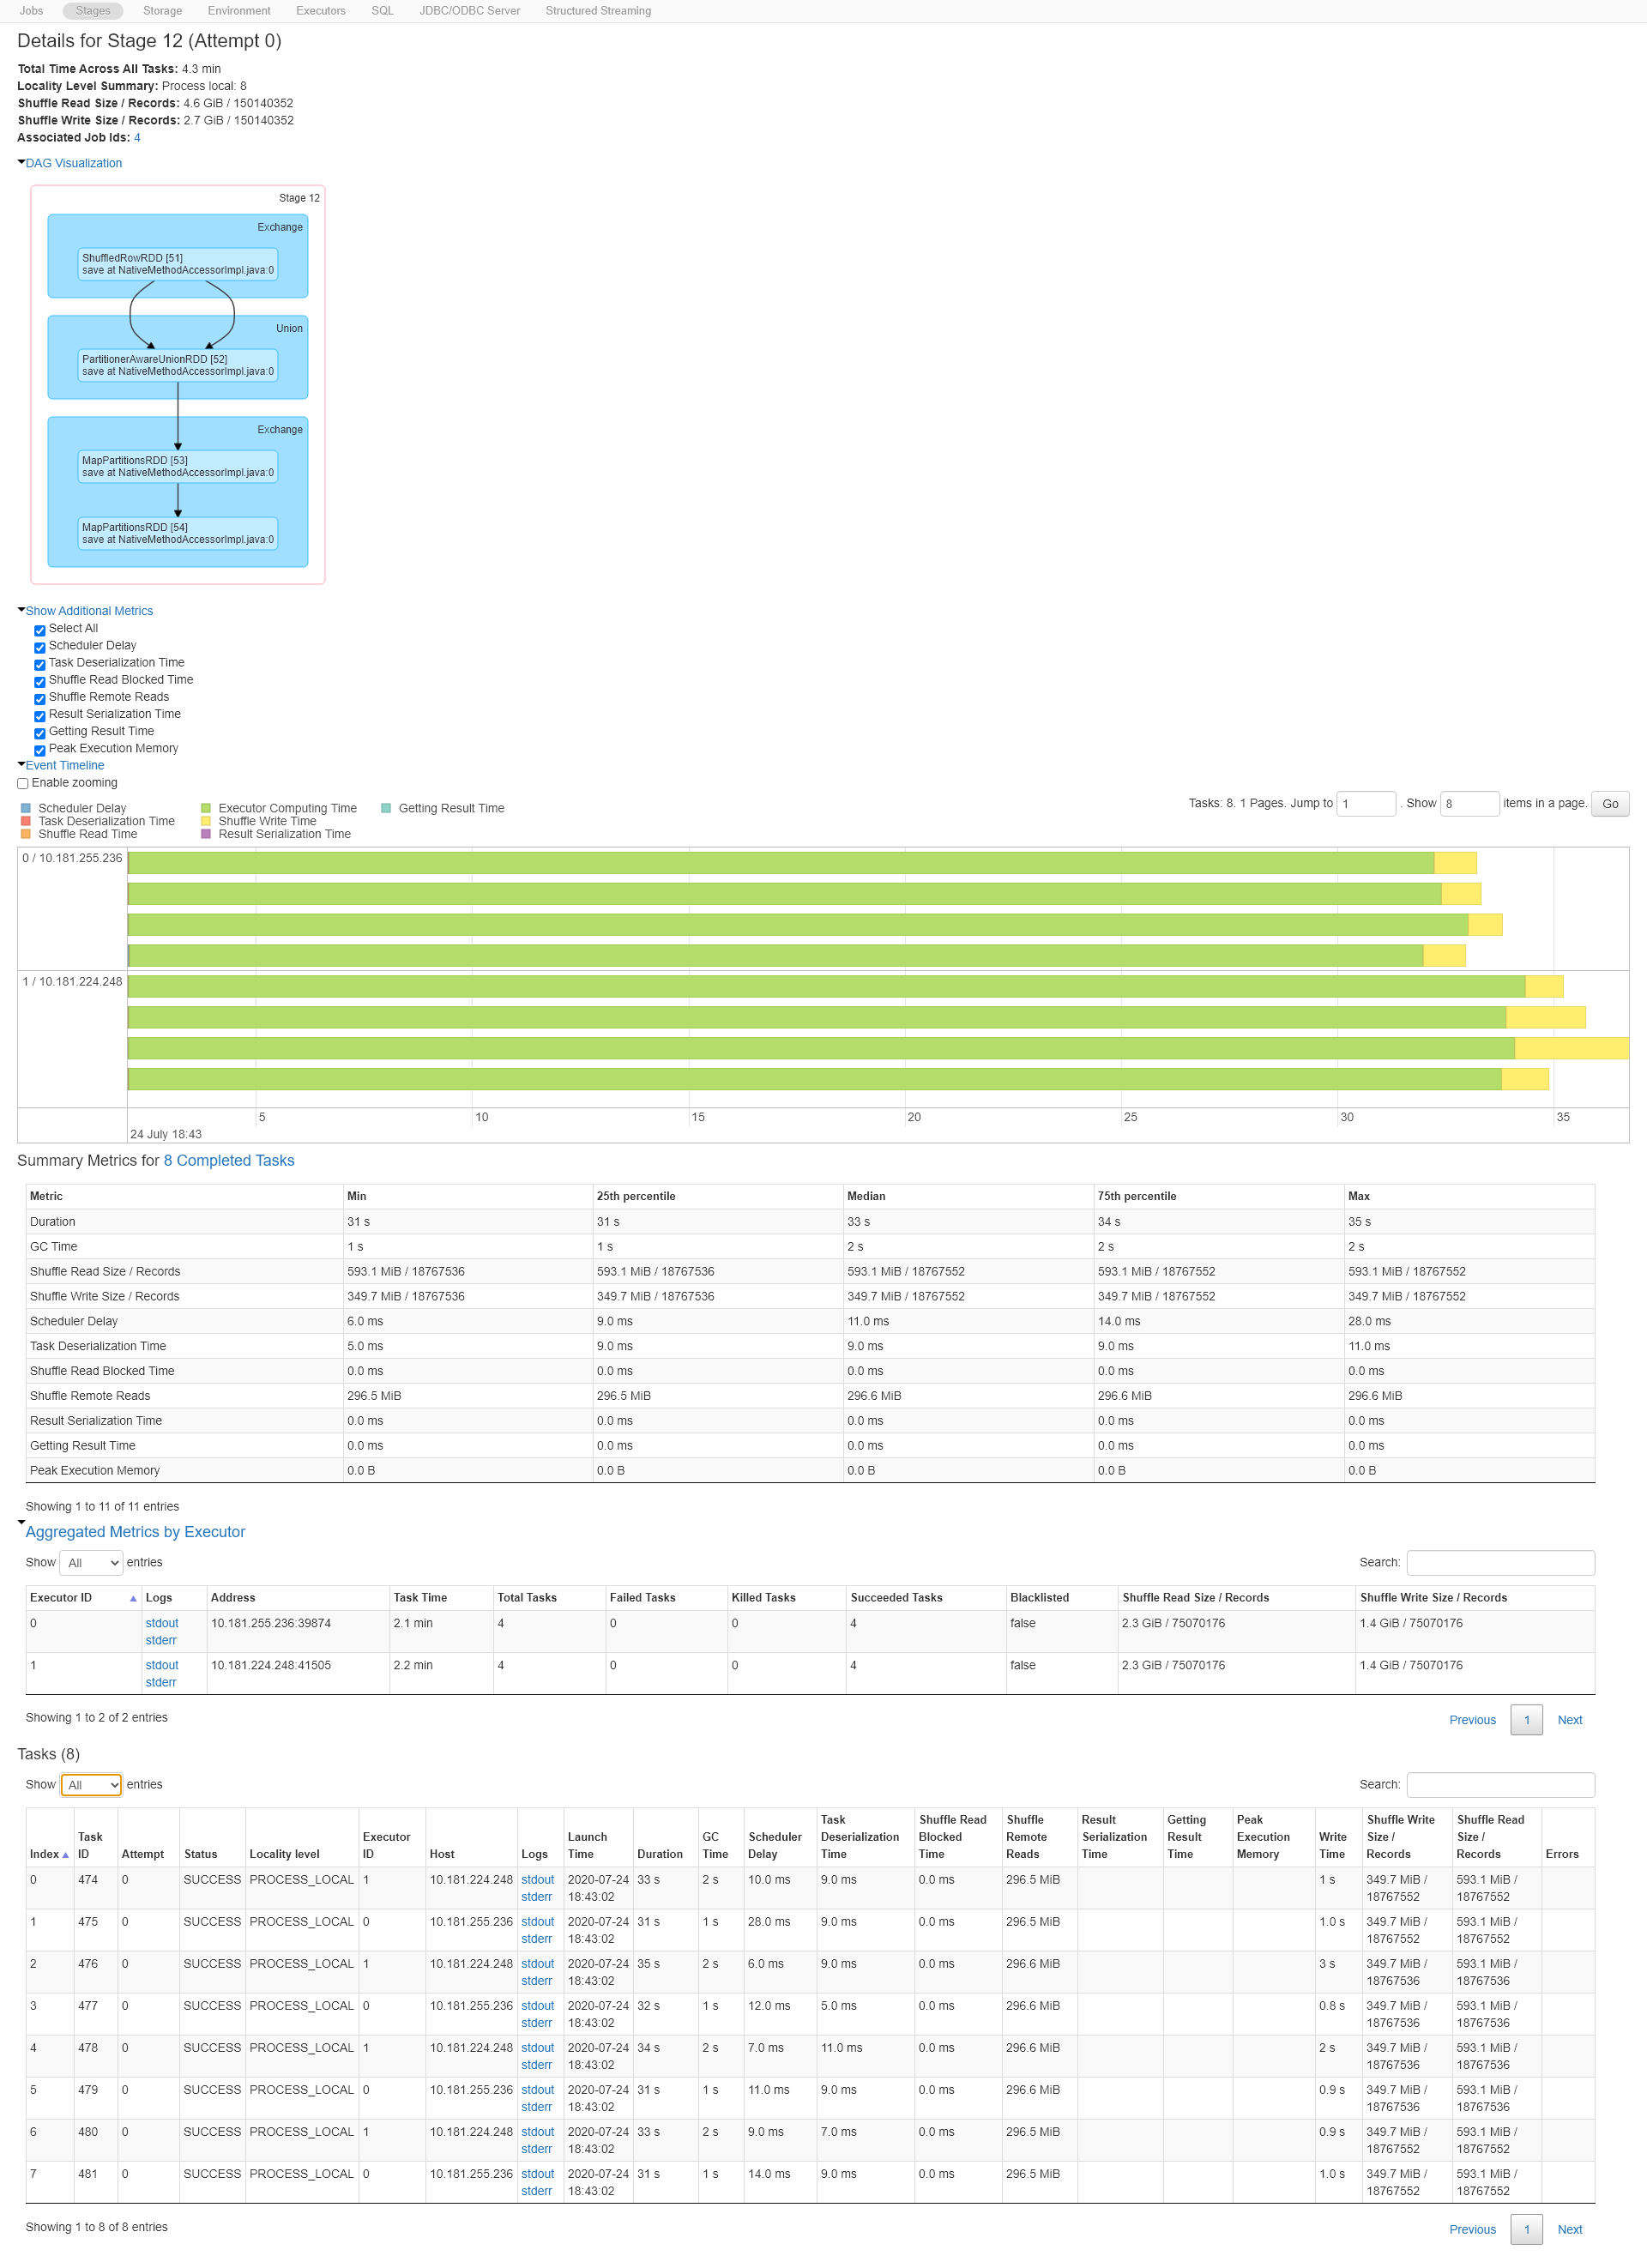 Jobs Stages Storage Environment Executors SQL JDBC/ODBC Server Structured Streaming
Details for Stage 12 (Attempt 0)
Total Time Across All Tasks: 4.3 min
Locality Level Summary: Process local: 8
Shuffle Read Size / Records: 4.6 GiB / 150140352
Shuffle Write Size / Records: 2.7 GiB / 150140352
Associated Job Ids: 4
DAG Visualization
Stage 12
Exchange
ShuffledRowRDD [51]
save at NativeMethodAccessorImpl.java:0
Union
PartitionerAwareUnionRDD [52]
save at NativeMethodAccessorImpl.java:0
Exchange
MapPartitionsRDD [53]
save at NativeMethodAccessorImpl.java:0
MapPartitionsRDD [54]
save at NativeMethodAccessorImpl.java:0
Show Additional Metrics
Select All
Scheduler Delay
Task Deserialization Time
Shuffle Read Blocked Time
Shuffle Remote Reads
Result Serialization Time
Getting Result Time
Peak Execution Memory
Event Timeline
Enable zooming
Tasks: 8. 1 Pages. Jump to 1 . Show 8 items in a page. Go
Scheduler Delay Executor Computing Time Getting Result Time
Task Deserialization Time Shuffle Write Time
Shuffle Read Time Result Serialization Time
0 / 10.181.255.236
1 / 10.181.224.248
5 10 15 20 25 30 35
24 July 18:43
Summary Metrics for 8 Completed Tasks
Metric Min 25th percentile Median 75th percentile Max
Duration 31 s 31 s 33 s 34 s 35 s
GC Time 1 s 1 s 2 s 2 s 2 s
Shuffle Read Size / Records 593.1 MiB / 18767536 593.1 MiB / 18767536 593.1 MiB / 18767552 593.1 MiB / 18767552 593.1 MiB / 18767552
Shuffle Write Size / Records 349.7 MiB / 18767536 349.7 MiB / 18767536 349.7 MiB / 18767552 349.7 MiB / 18767552 349.7 MiB / 18767552
Scheduler Delay 6.0 ms 9.0 ms 11.0 ms 14.0 ms 28.0 ms
Task Deserialization Time 5.0 ms 9.0 ms 9.0 ms 9.0 ms 11.0 ms
Shuffle Read Blocked Time 0.0 ms 0.0 ms 0.0 ms 0.0 ms 0.0 ms
Shuffle Remote Reads 296.5 MiB 296.5 MiB 296.6 MiB 296.6 MiB 296.6 MiB
Result Serialization Time 0.0 ms 0.0 ms 0.0 ms 0.0 ms 0.0 ms
Getting Result Time 0.0 ms 0.0 ms 0.0 ms 0.0 ms 0.0 ms
Peak Execution Memory 0.0 B 0.0 B 0.0 B 0.0 B 0.0 B
Showing 1 to 11 of 11 entries
Aggregated Metrics by Executor
Show All entries Search:
Executor ID Logs Address Task Time Total Tasks Failed Tasks Killed Tasks Succeeded Tasks Blacklisted Shuffle Read Size / Records Shuffle Write Size / Records
0 stdout 10.181.255.236:39874 2.1 min 4 0 0 4 false 2.3 GiB / 75070176 1.4 GiB / 75070176
stderr
1 stdout 10.181.224.248:41505 2.2 min 4 0 0 4 false 2.3 GiB / 75070176 1.4 GiB / 75070176
stderr
Showing 1 to 2 of 2 entries Previous 1 Next
Tasks (8)
Show All entries Search:
Task Shuffle Read Shuffle Result Getting Peak Shuffle Write Shuffle Read
Task Executor Launch GC Scheduler Deserialization Blocked Remote Serialization Result Execution Write Size / Size /
Index ID Attempt Status Locality level ID Host Logs Time Duration Time Delay Time Time Reads Time Time Memory Time Records Records Errors
0 474 0 SUCCESS PROCESS_LOCAL 1 10.181.224.248 stdout 2020-07-24 33 s 2 s 10.0 ms 9.0 ms 0.0 ms 296.5 MiB 1 s 349.7 MiB / 593.1 MiB /
stderr 18:43:02 18767552 18767552
1 475 0 SUCCESS PROCESS_LOCAL 0 10.181.255.236 stdout 2020-07-24 31 s 1 s 28.0 ms 9.0 ms 0.0 ms 296.5 MiB 1.0 s 349.7 MiB / 593.1 MiB /
stderr 18:43:02 18767552 18767552
2 476 0 SUCCESS PROCESS_LOCAL 1 10.181.224.248 stdout 2020-07-24 35 s 2 s 6.0 ms 9.0 ms 0.0 ms 296.6 MiB 3 s 349.7 MiB / 593.1 MiB /
stderr 18:43:02 18767536 18767536
3 477 0 SUCCESS PROCESS_LOCAL 0 10.181.255.236 stdout 2020-07-24 32 s 1 s 12.0 ms 5.0 ms 0.0 ms 296.6 MiB 0.8 s 349.7 MiB / 593.1 MiB /
stderr 18:43:02 18767536 18767536
4 478 0 SUCCESS PROCESS_LOCAL 1 10.181.224.248 stdout 2020-07-24 34 s 2 s 7.0 ms 11.0 ms 0.0 ms 296.6 MiB 2 s 349.7 MiB / 593.1 MiB /
stderr 18:43:02 18767536 18767536
5 479 0 SUCCESS PROCESS_LOCAL 0 10.181.255.236 stdout 2020-07-24 31 s 1 s 11.0 ms 9.0 ms 0.0 ms 296.6 MiB 0.9 s 349.7 MiB / 593.1 MiB /
stderr 18:43:02 18767536 18767536
6 480 0 SUCCESS PROCESS_LOCAL 1 10.181.224.248 stdout 2020-07-24 33 s 2 s 9.0 ms 7.0 ms 0.0 ms 296.5 MiB 0.9 s 349.7 MiB / 593.1 MiB /
stderr 18:43:02 18767552 18767552
7 481 0 SUCCESS PROCESS_LOCAL 0 10.181.255.236 stdout 2020-07-24 31 s 1 s 14.0 ms 9.0 ms 0.0 ms 296.5 MiB 1.0 s 349.7 MiB / 593.1 MiB /
stderr 18:43:02 18767552 18767552
Showing 1 to 8 of 8 entries Previous 1 Next